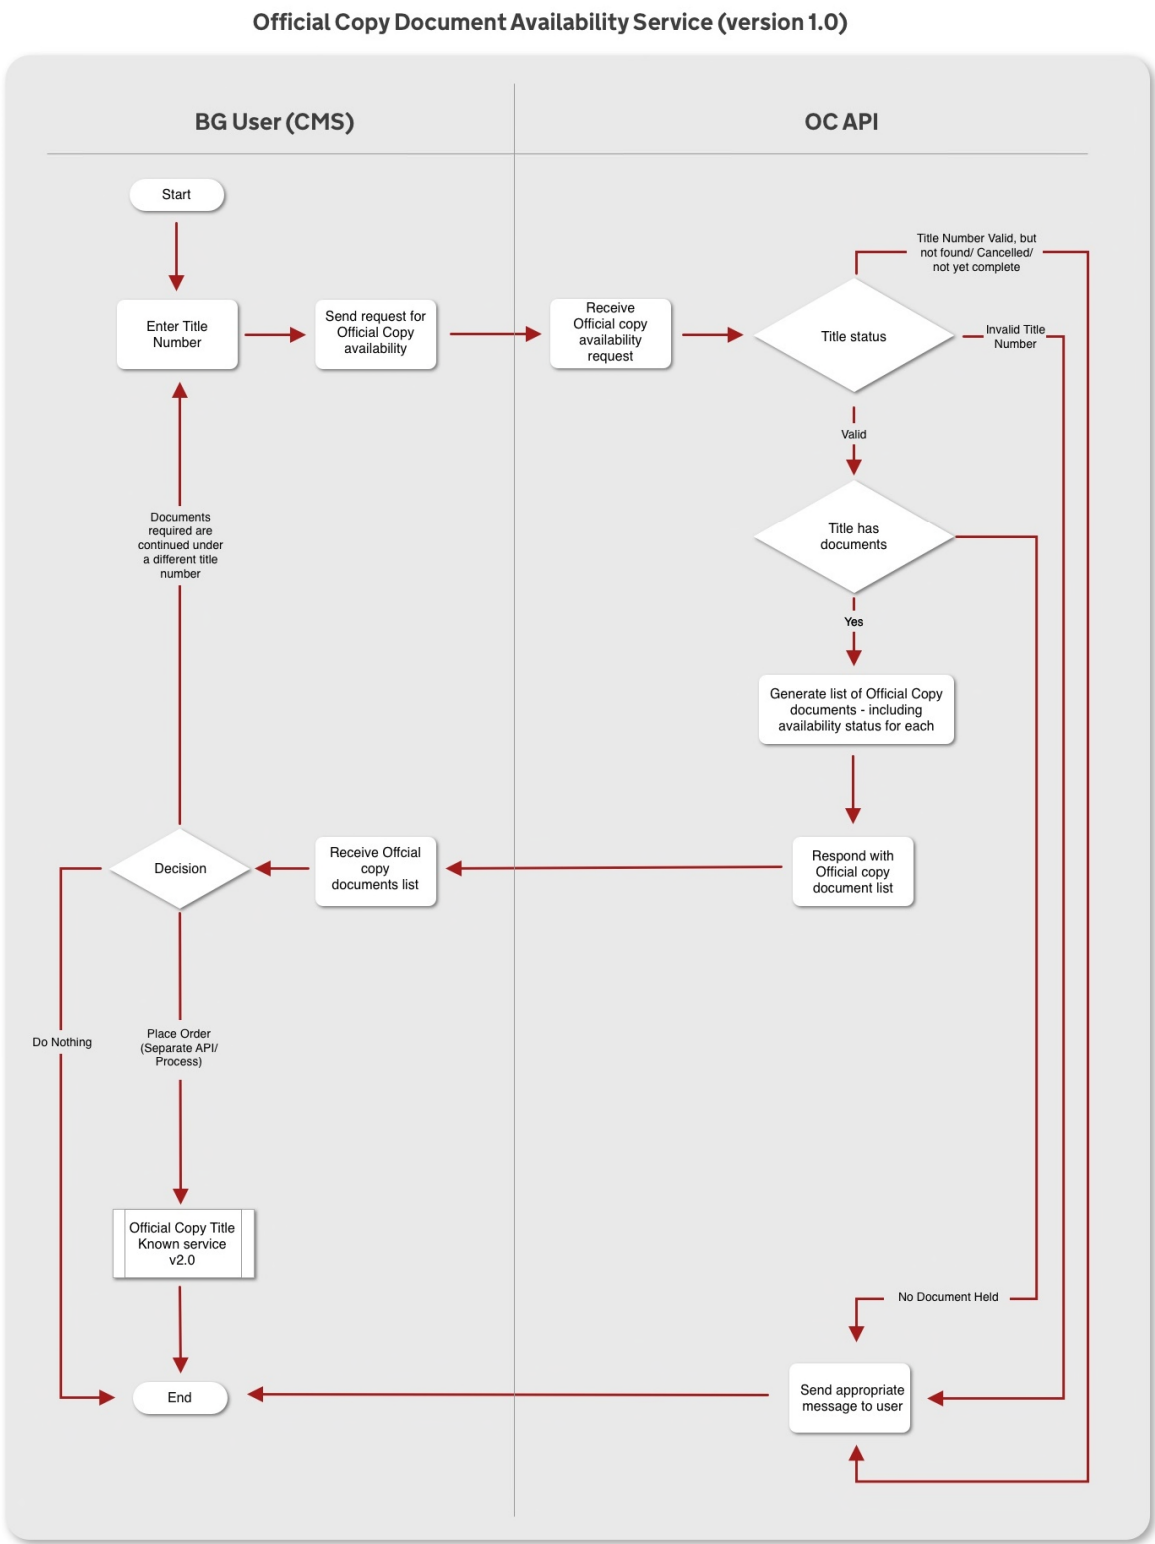 Official Copy Document Availability Service (version 1.0)
BG User (CMS)
OC API
Start
Title Number Valid, but
not found/ Cancelled/
not yet complete
Enter Title
Number
Send request for
Official Copy
availability
Receive
Official copy
availability
request
Title status
Invalid Title
Number
Valid
Documents
required are
continued under
a different title
number
Title has
documents
Yes
Generate list of Official Copy
documents - including
availability status for each
Decision
Receive Offcial
copy
documents list
Respond with
Official copy
document list
Do Nothing
Place Order
(Separate API/
Process)
Official Copy Title
Known service
v2.0
No Document Held
End
Send appropriate
message to user